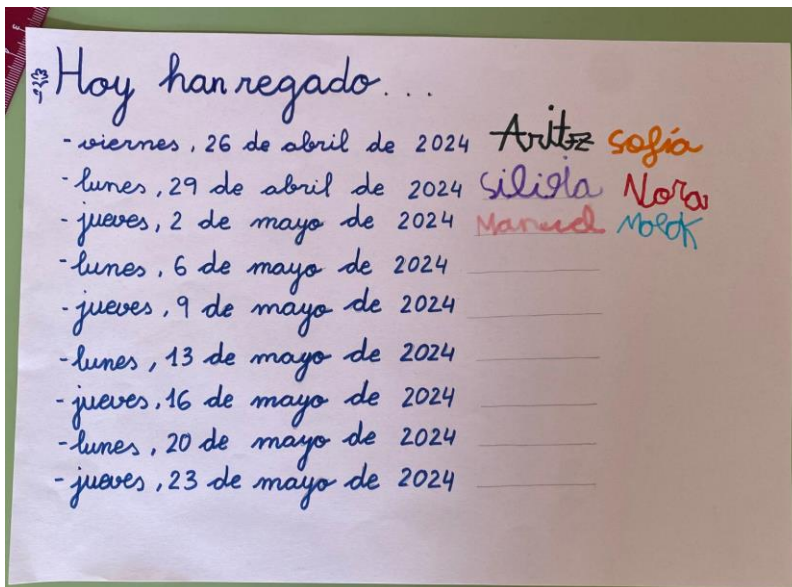 Hoy han regado...
- viernes, 26 de abril de 2024 Aritz Sofía
- lunes, 29 de abril de 2024 Nora
- jueves, 2 de mayo de 2024 Manuel
- lunes, 6 de mayo de 2024
- jueves, 9 de mayo de 2024
- lunes, 13 de mayo de 2024
- jueves, 16 de mayo de 2024
- lunes, 20 de mayo de 2024
- jueves, 23 de mayo de 2024